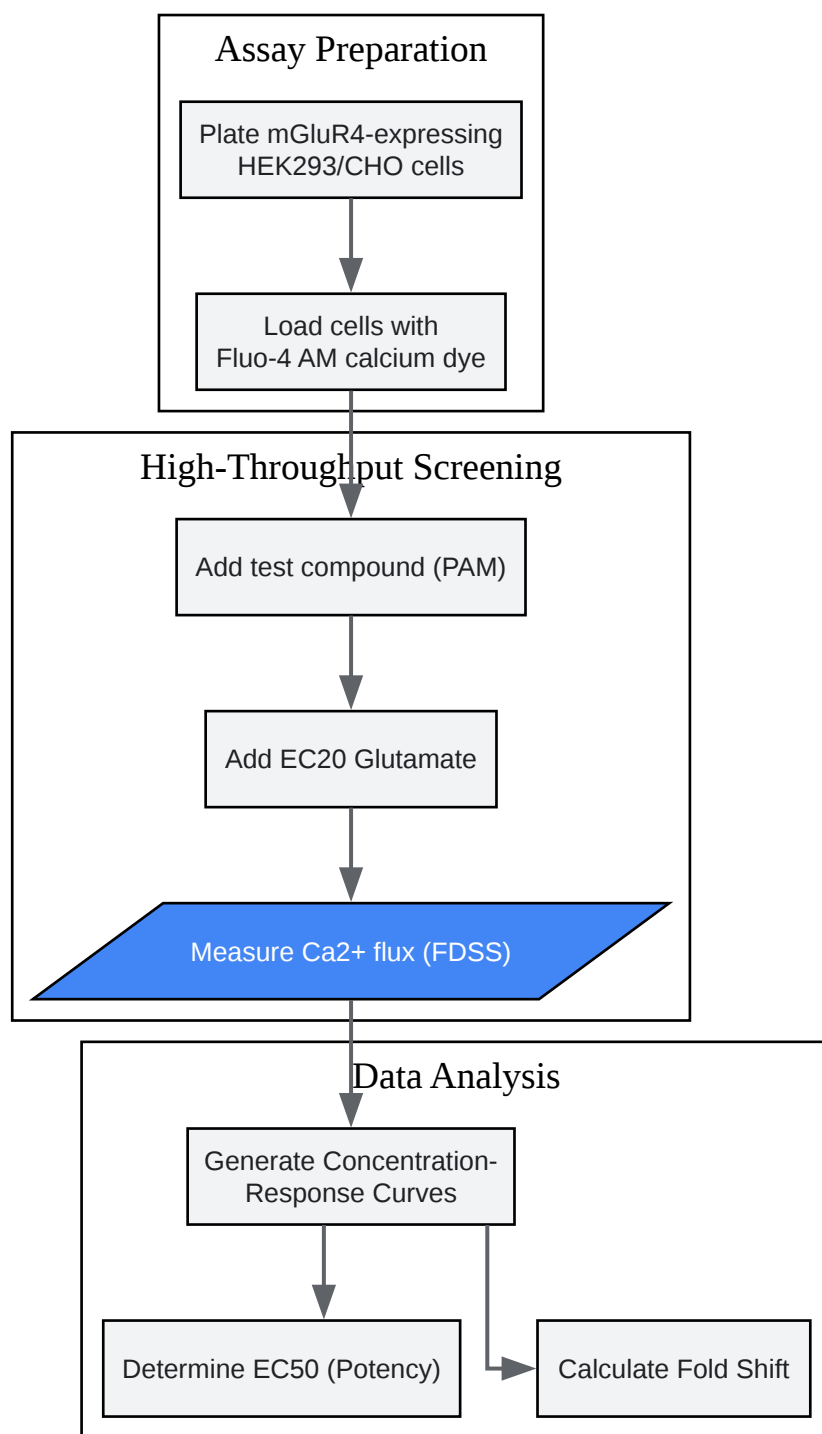 Assay Preparation
Plate mGluR4-expressing
HEK293/CHO cells
Load cells with
Fluo-4 AM calcium dye
High-Throughput Screening
Add test compound (PAM)
Add EC20 Glutamate
Measure Ca2+ flux (FDSS)
Data Analysis
Generate Concentration-
Response Curves
Determine EC50 (Potency)
Calculate Fold Shift